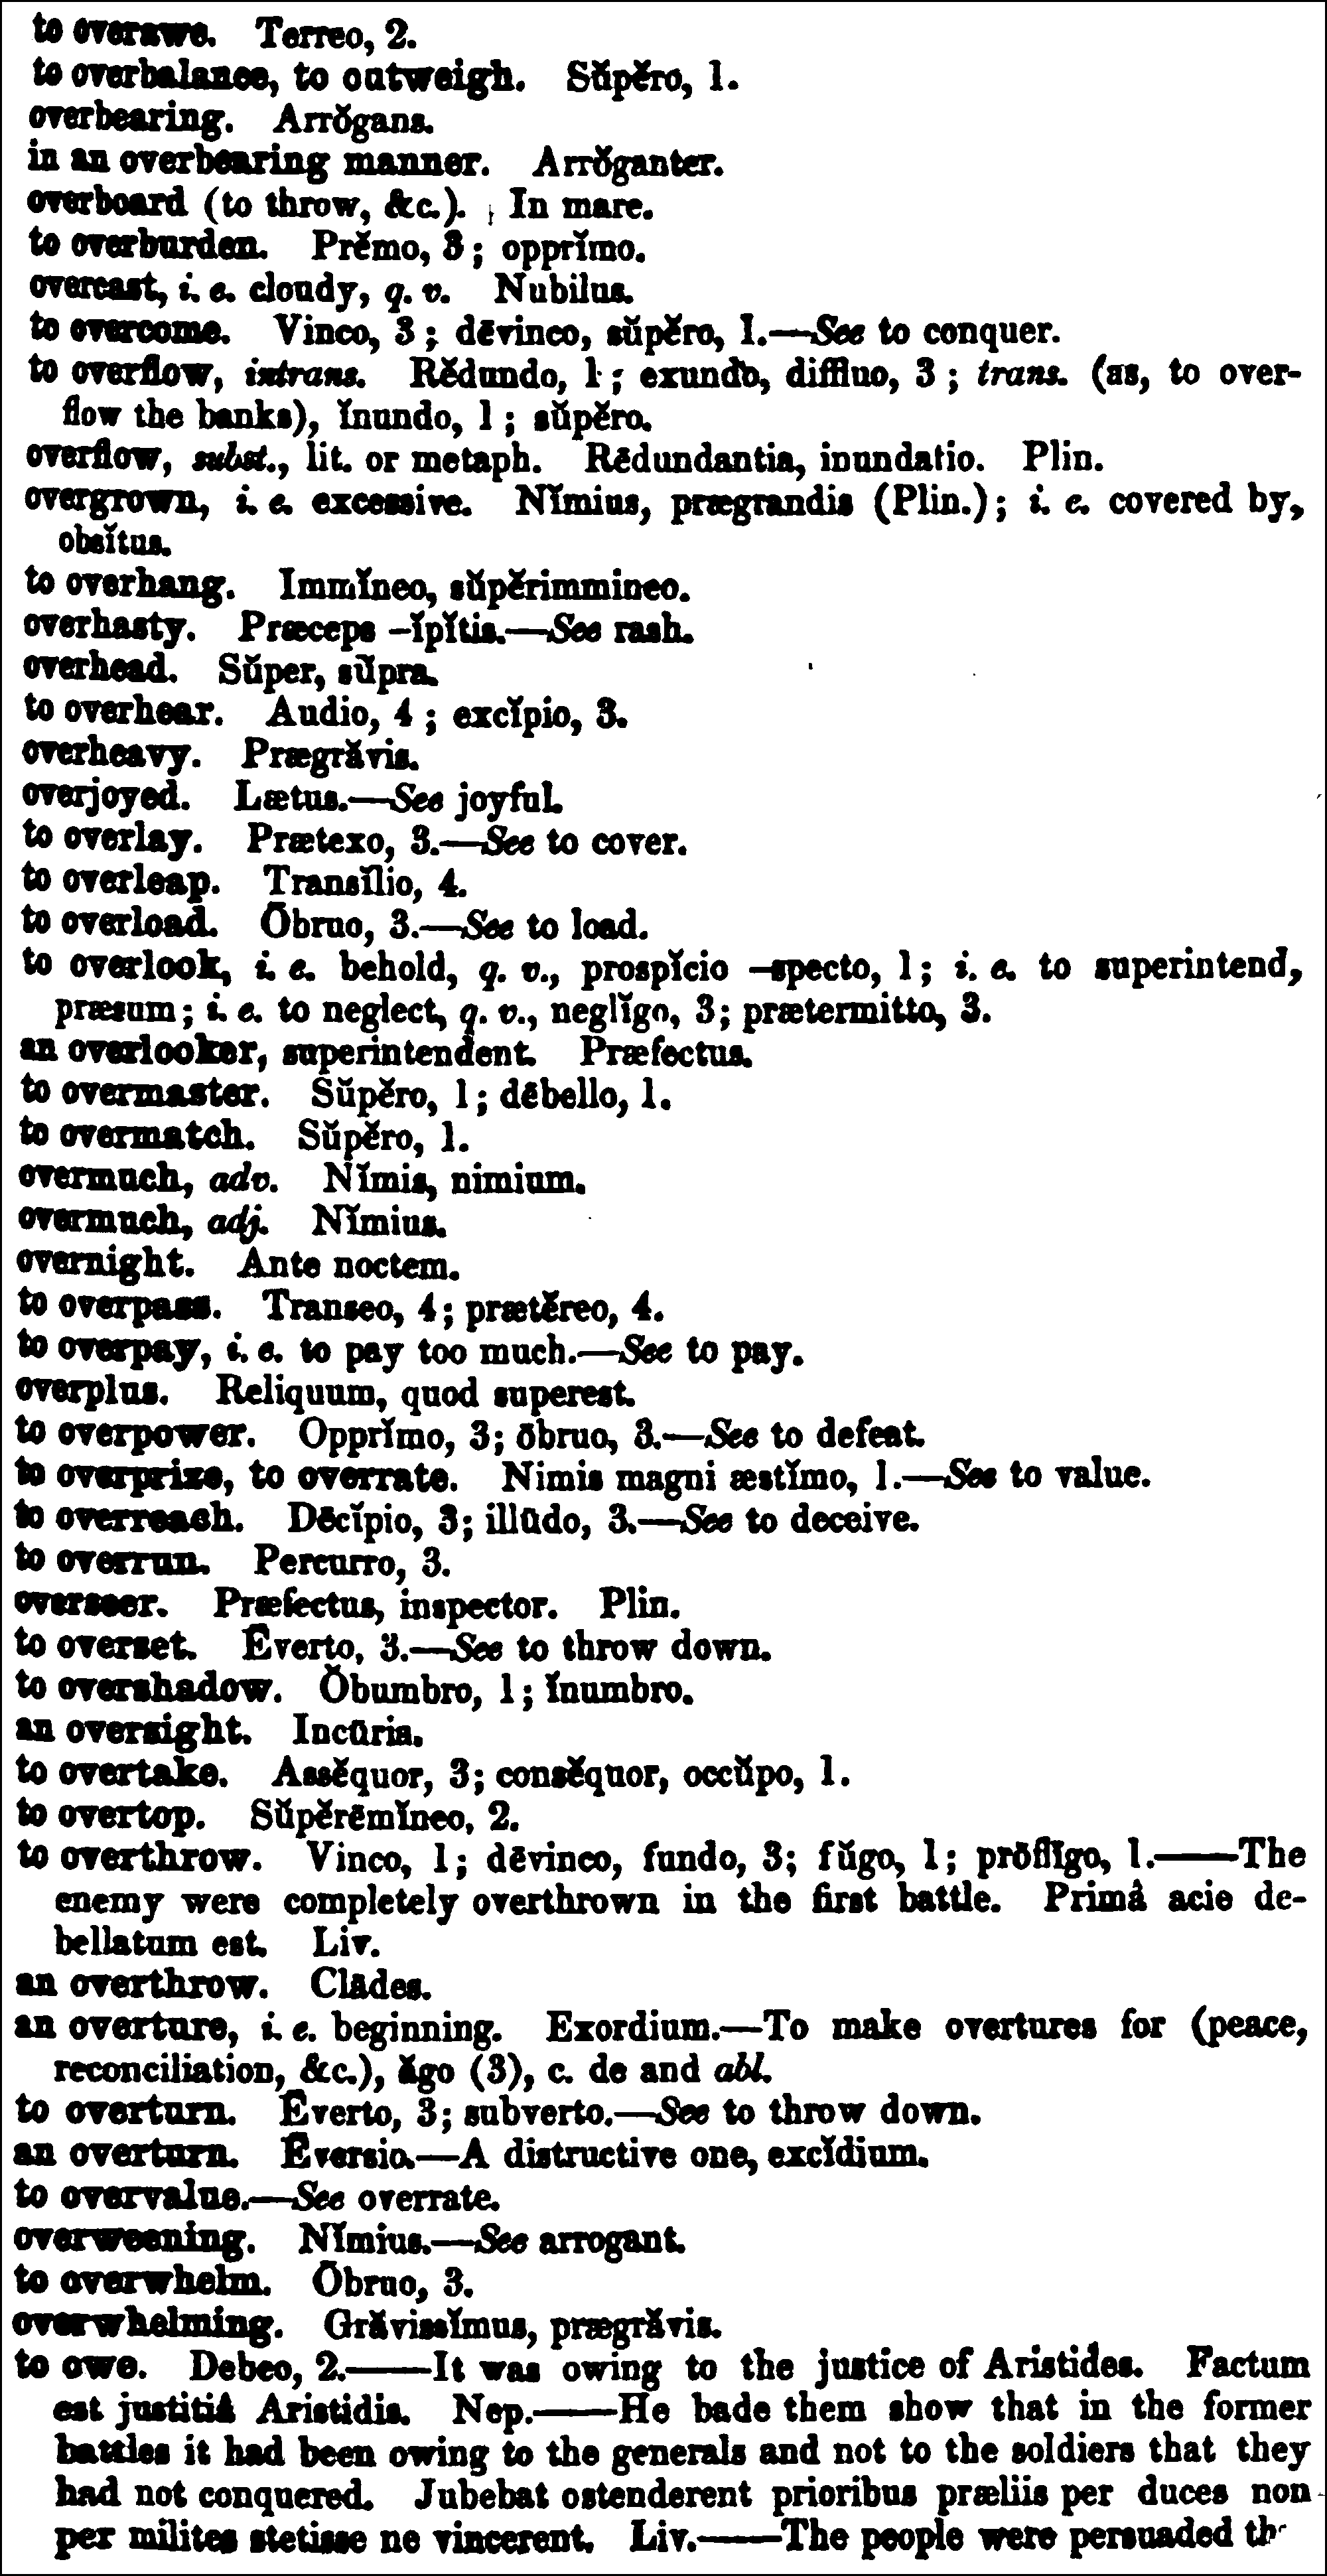 to overawe. Terreo, 2.
to overbalance, to outweigh. Sŭpĕro, 1.
overbearing. Arrŏgans.
in an overbearing manner. Arrŏganter.
overboard (to throw, &c.). In mare.
to overburden. Prĕmo, 3; opprĭmo.
overcast, i. e. cloudy, q. v. Nubilus.
to overcome. Vinco, 3; dēvinco, sŭpĕro, 1.—See to conquer.
to overflow, intrans. Rĕdundo, 1; exundo, diffluo, 3; trans. (as, to over-
flow the banks), ĭnundo, 1; sŭpĕro.
overflow, subst., lit. or metaph. Rĕdundantia, inundatio. Plin.
overgrown, i. e. excessive. Nĭmius, prægrandis (Plin.); i. e. covered by,
obsĭtus.
to overhang. Immĭneo, sŭpĕrimmineo.
overhasty. Præceps -ĭpĭtis.—See rash.
overhead. Sŭper, sŭpra.
to overhear. Audio, 4; excĭpio, 3.
overheavy. Prægrăvis.
overjoyed. Lætus.—See joyful.
to overlay. Prætexo, 3.—See to cover.
to overleap. Transĭlio, 4.
to overload. Ōbruo, 3.—See to load.
to overlook, i. e. behold, q. v., prospĭcio -specto, 1; i. e. to superintend,
præsum; i. e. to neglect, q. v., neglĭgo, 3; prætermitto, 3.
an overlooker, superintendent. Præfectus.
to overmaster. Sŭpĕro, 1; dēbello, 1.
to overmatch. Sŭpĕro, 1.
overmuch, adv. Nĭmis, nimium.
overmuch, adj. Nĭmius.
overnight. Ante noctem.
to overpass. Transeo, 4; prætĕreo, 4.
to overpay, i. e. to pay too much.—See to pay.
overplus. Reliquum, quod superest.
to overpower. Opprĭmo, 3; ōbruo, 3.—See to defeat.
to overprize, to overrate. Nimis magni æstĭmo, 1.—See to value.
to overreach. Dēcĭpio, 3; illūdo, 3.—See to deceive.
to overrun. Percurro, 3.
overseer. Præfectus, inspector. Plin.
to overset. Ēverto, 3.—See to throw down.
to overshadow. Ŏbumbro, 1; ĭnumbro.
an oversight. Incūria.
to overtake. Assĕquor, 3; consĕquor, occŭpo, 1.
to overtop. Sŭpĕrēmĭneo, 2.
to overthrow. Vinco, 1; dēvinco, fundo, 3; fŭgo, 1; prōflīgo, 1.——The
enemy were completely overthrown in the first battle. Primâ acie de-
bellatum est. Liv.
an overthrow. Clādes.
an overture, i. e. beginning. Exordium.—To make overtures for (peace,
reconciliation, &c.), ăgo (3), c. de and abl.
to overturn. Ēverto, 3; subverto.—See to throw down.
an overturn. Ēversio.—A distructive one, excĭdium.
to overvalue.—See overrate.
overweening. Nĭmius.—See arrogant.
to overwhelm. Ōbruo, 3.
overwhelming. Grăvissĭmus, prægrăvis.
to owe. Debeo, 2.——It was owing to the justice of Aristides. Factum
est justitiâ Aristidis. Nep.——He bade them show that in the former
battles it had been owing to the generals and not to the soldiers that they
had not conquered. Jubebat ostenderent prioribus præliis per duces non
per milites stetisse ne vincerent. Liv.——The people were persuaded